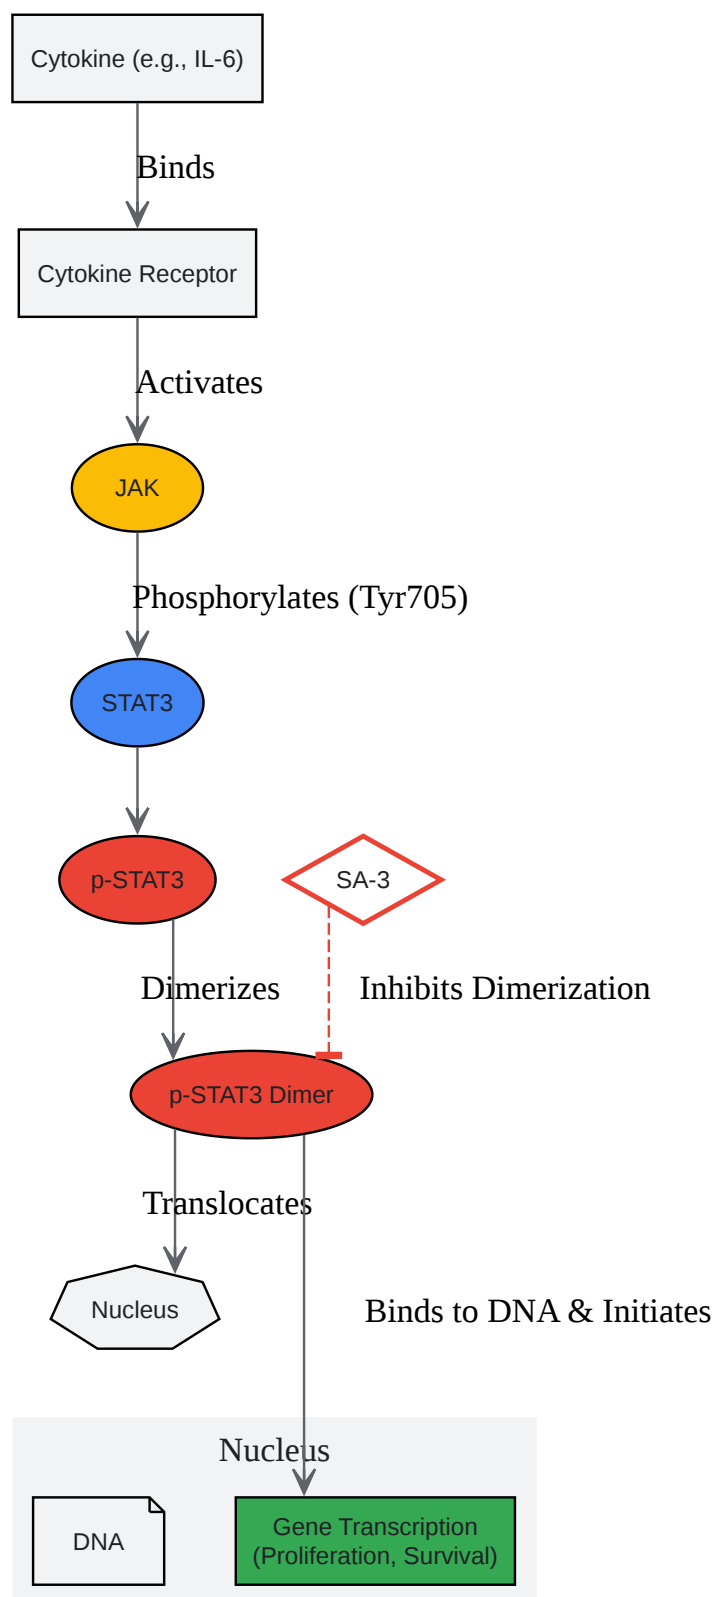 Cytokine (e.g., IL-6)
Binds
Cytokine Receptor
Activates
JAK
Phosphorylates (Tyr705)
STAT3
p-STAT3
SA-3
Dimerizes
Inhibits Dimerization
p-STAT3 Dimer
Translocates
Nucleus
Binds to DNA & Initiates
Nucleus
DNA
Gene Transcription
(Proliferation, Survival)